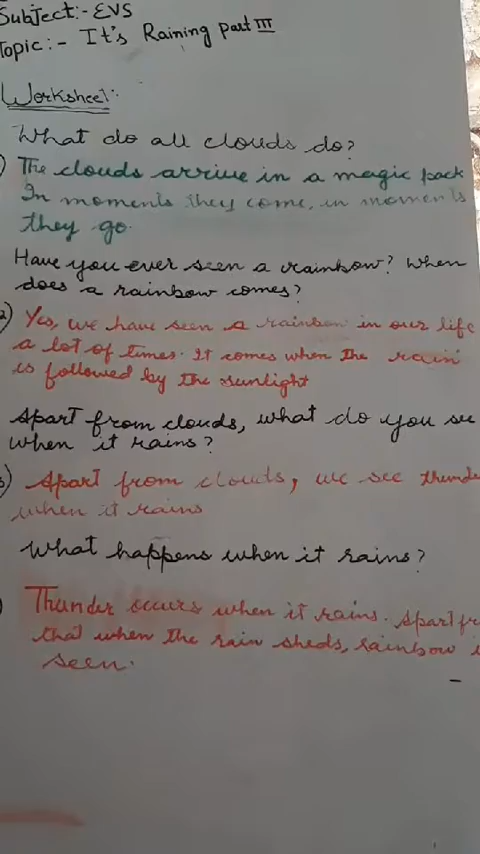 Subject:- EVS
Topic:- It's Raining Part III
Worksheet:
What do all clouds do?
) The clouds arrive in a magic pack
In moments they come, in moments
they go.
Have you ever seen a rainbow? When
does a rainbow comes?
2) Yes, we have seen a rainbow in our life
a lot of times. It comes when the rain
is followed by the sunlight
Apart from clouds, what do you see
when it rains?
3) Apart from clouds, we see thunde
when it rains
What happens when it rains?
) Thunder occurs when it rains. Apart fr
that when the rain sheds, rainbow i
seen.